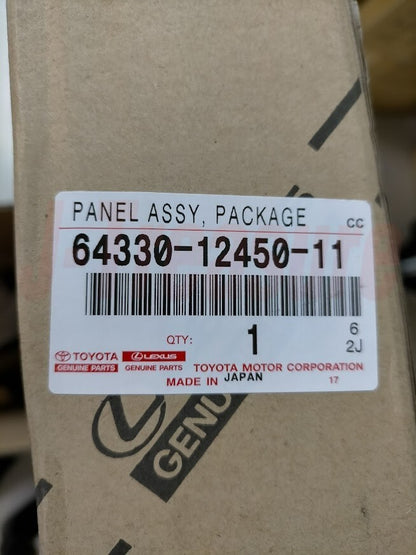 PANEL ASSY, PACKAGE CC
64330-12450-11
QTY: 1 6
2J
TOYOTA LEXUS
GENUINE PARTS GENUINE PARTS TOYOTA MOTOR CORPORATION
MADE IN JAPAN 17
GENU